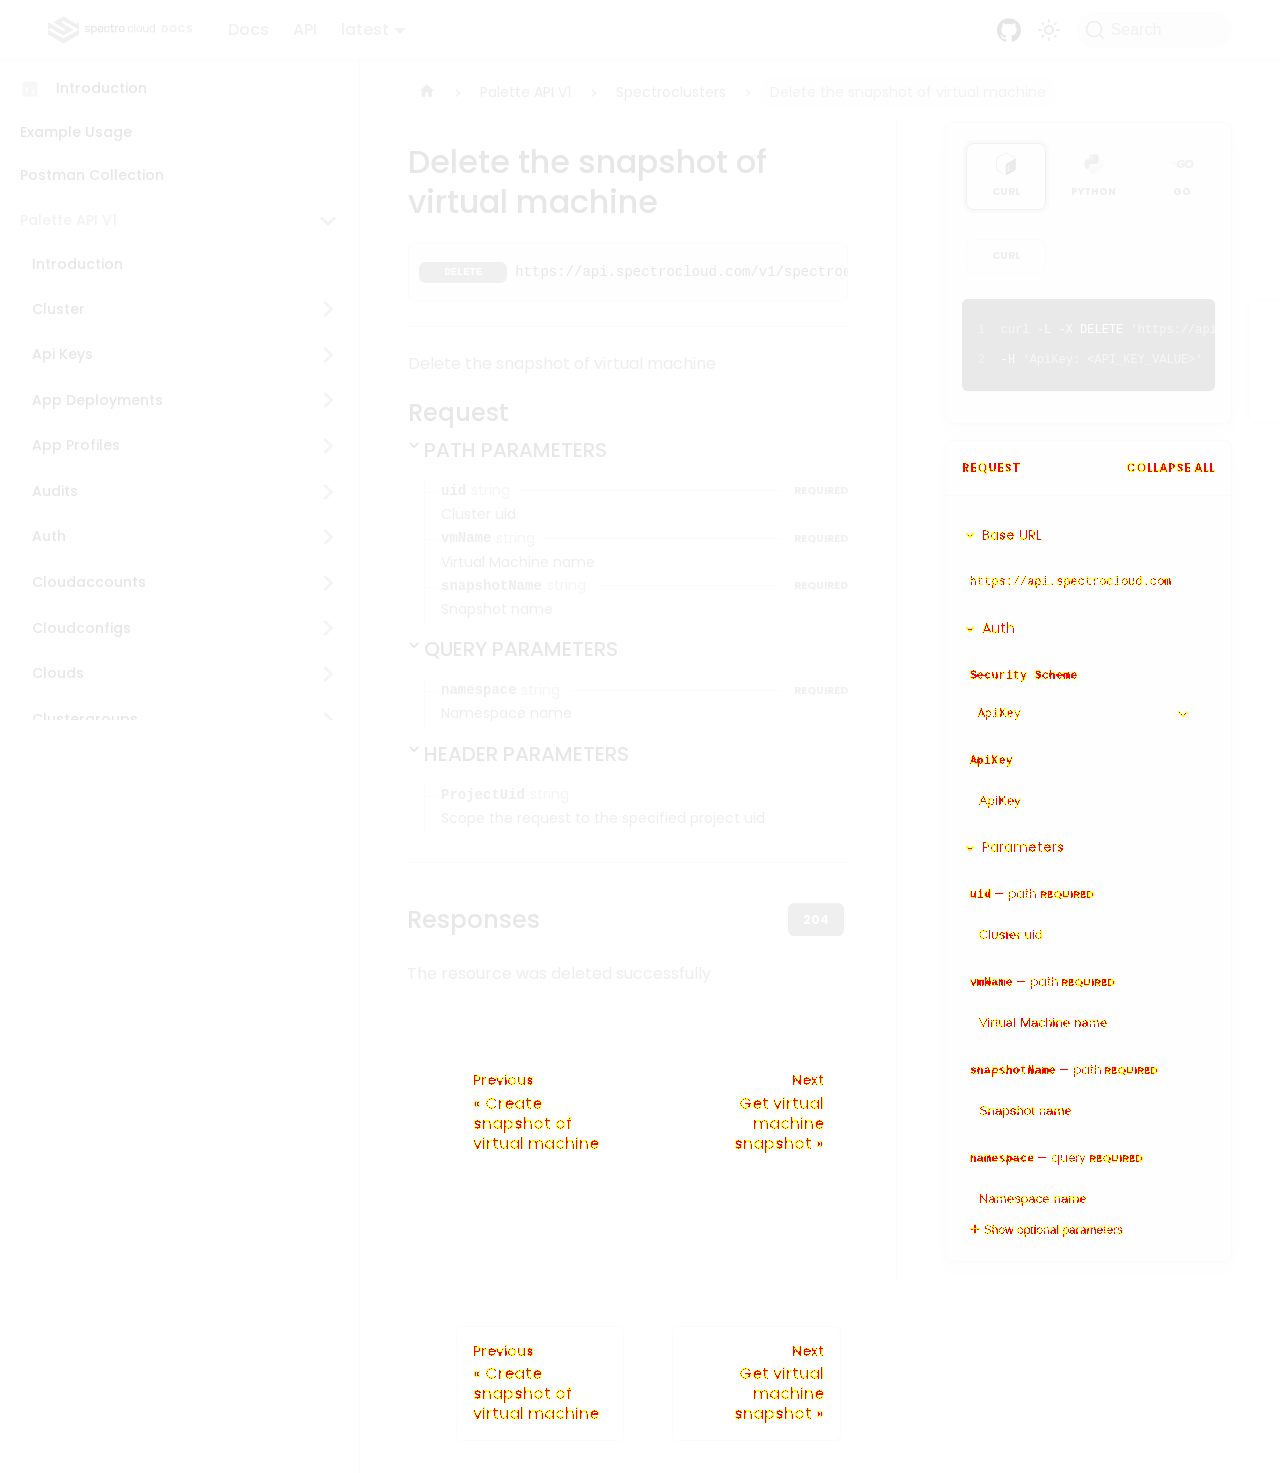 spectro cloud DOCS
Docs API latest
Search
Introduction
Example Usage
Postman Collection
Palette API V1
Introduction
Cluster
Api Keys
App Deployments
App Profiles
Audits
Auth
Cloudaccounts
Cloudconfigs
Clouds
Clustergroups
Palette API V1 › Spectroclusters › Delete the snapshot of virtual machine
Delete the snapshot of
virtual machine
DELETE https://api.spectrocloud.com/v1/spectroc
Delete the snapshot of virtual machine
Request
PATH PARAMETERS
uid string REQUIRED
Cluster uid
vmName string REQUIRED
Virtual Machine name
snapshotName string REQUIRED
Snapshot name
QUERY PARAMETERS
namespace string REQUIRED
Namespace name
HEADER PARAMETERS
ProjectUid string
Scope the request to the specified project uid
Responses 204
The resource was deleted successfully
Previous
« Create
snapshot of
virtual machine
Next
Get virtual
machine
snapshot »
Previous
« Create
snapshot of
virtual machine
Next
Get virtual
machine
snapshot »
CURL PYTHON GO
CURL
1 curl -L -X DELETE 'https://api
2 -H 'ApiKey: <API_KEY_VALUE>'
REQUEST COLLAPSE ALL
Base URL
https://api.spectrocloud.com
Auth
Security Scheme
ApiKey
ApiKey
ApiKey
Parameters
uid — path REQUIRED
Cluster uid
vmName — path REQUIRED
Virtual Machine name
snapshotName — path REQUIRED
Snapshot name
namespace — query REQUIRED
Namespace name
Show optional parameters